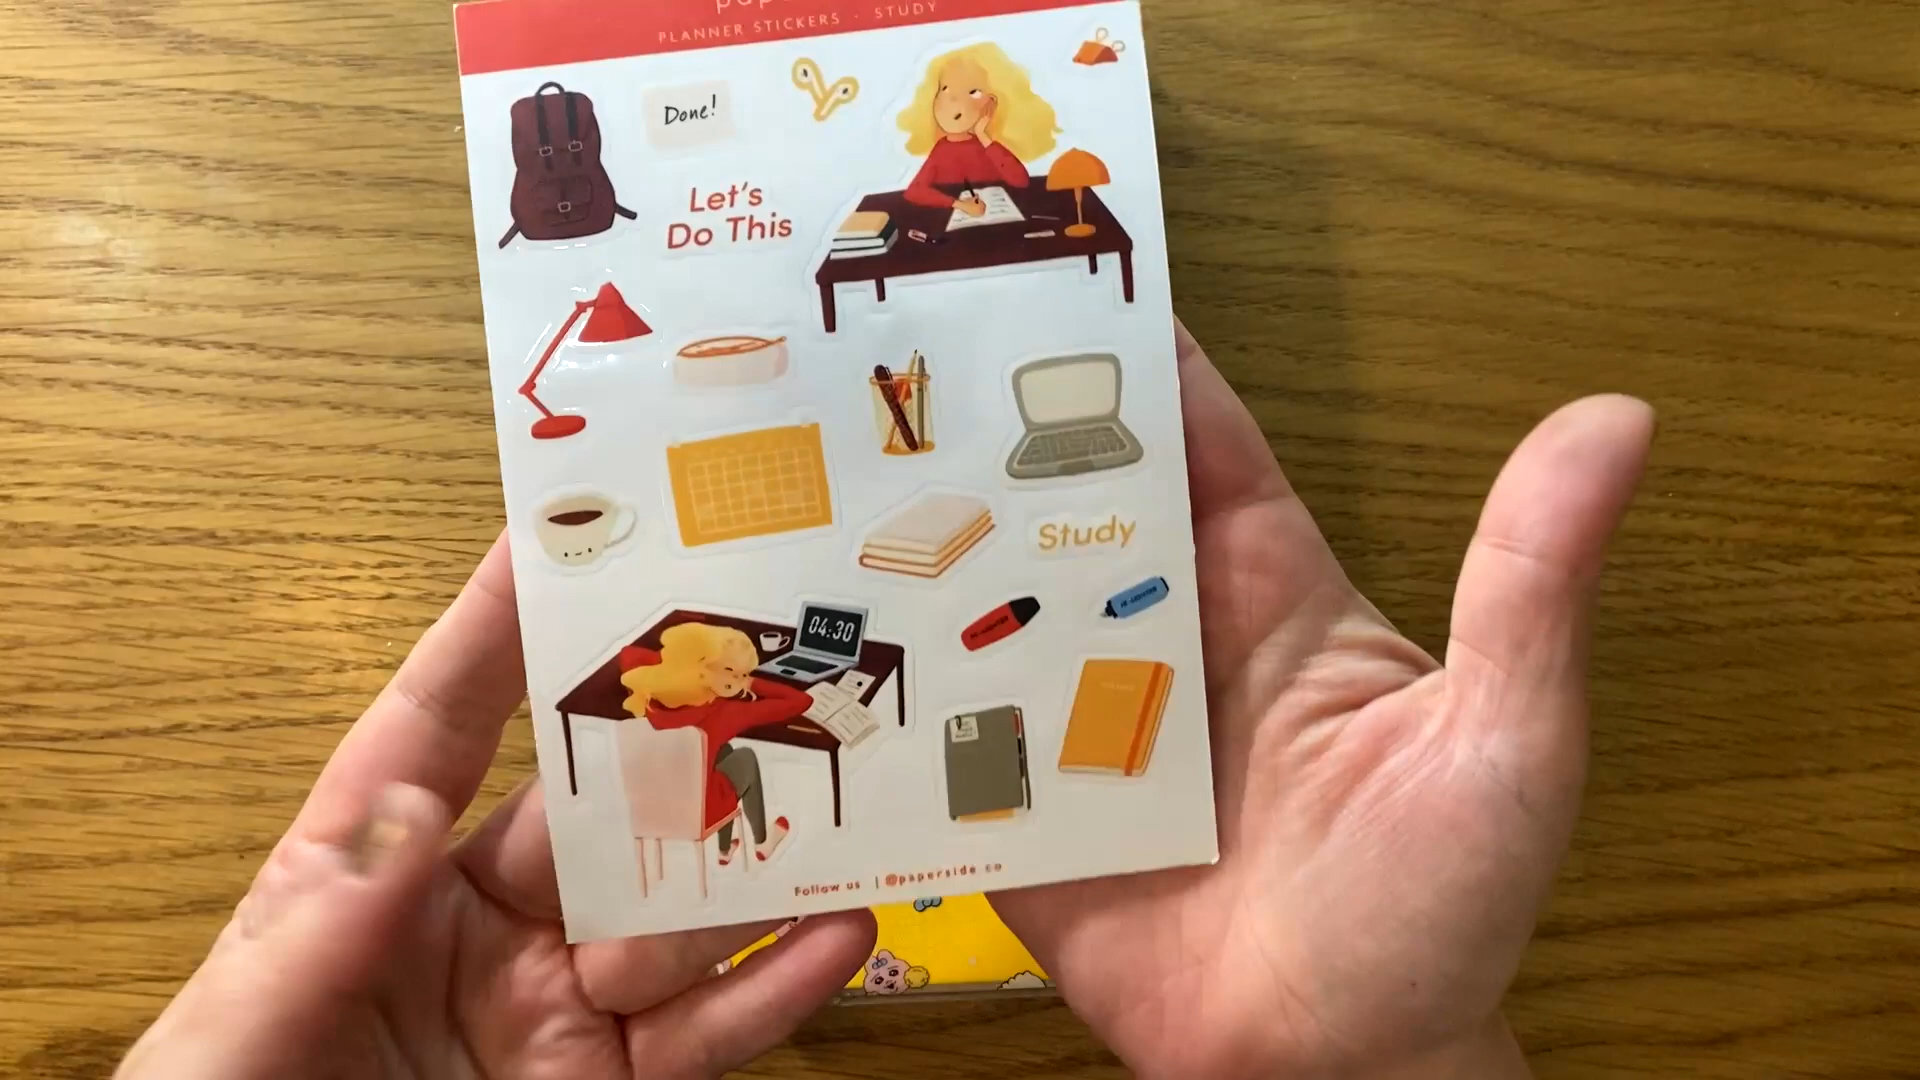 PLANNER STICKERS · STUDY
Done!
Let's
Do This
Study
04:30
Follow us | @paperside co